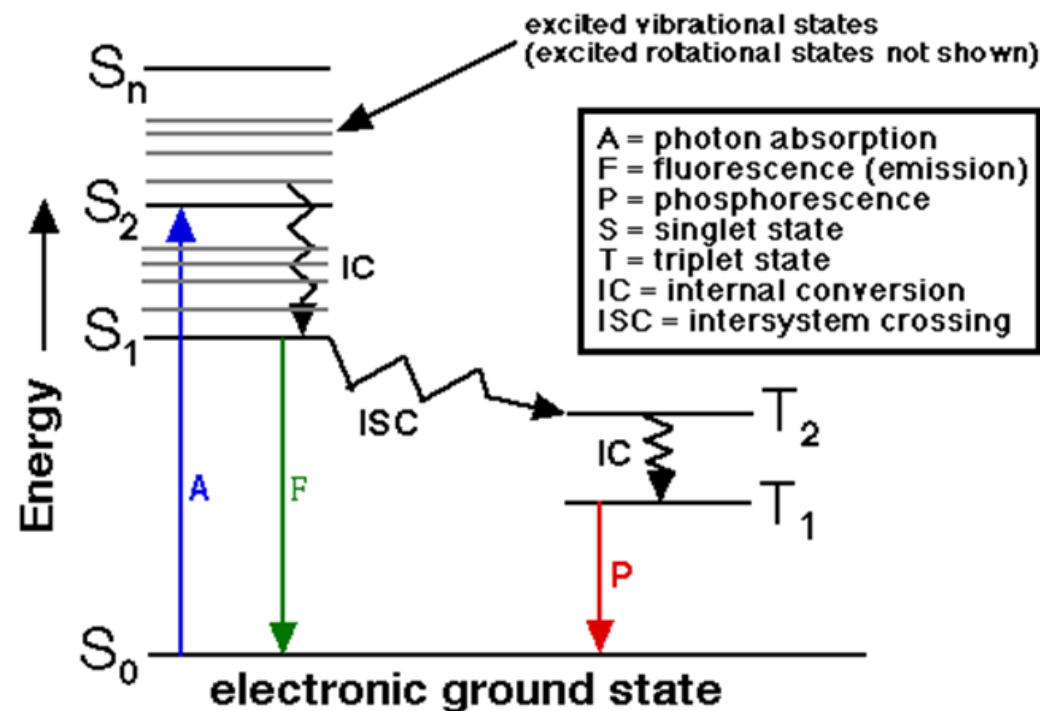 excited vibrational states
(excited rotational states not shown)
Sn
A = photon absorption
F = fluorescence (emission)
P = phosphorescence
S = singlet state
T = triplet state
IC = internal conversion
ISC = intersystem crossing
S2
IC
S1
ISC
T2
IC
T1
Energy
A
F
P
S0
electronic ground state